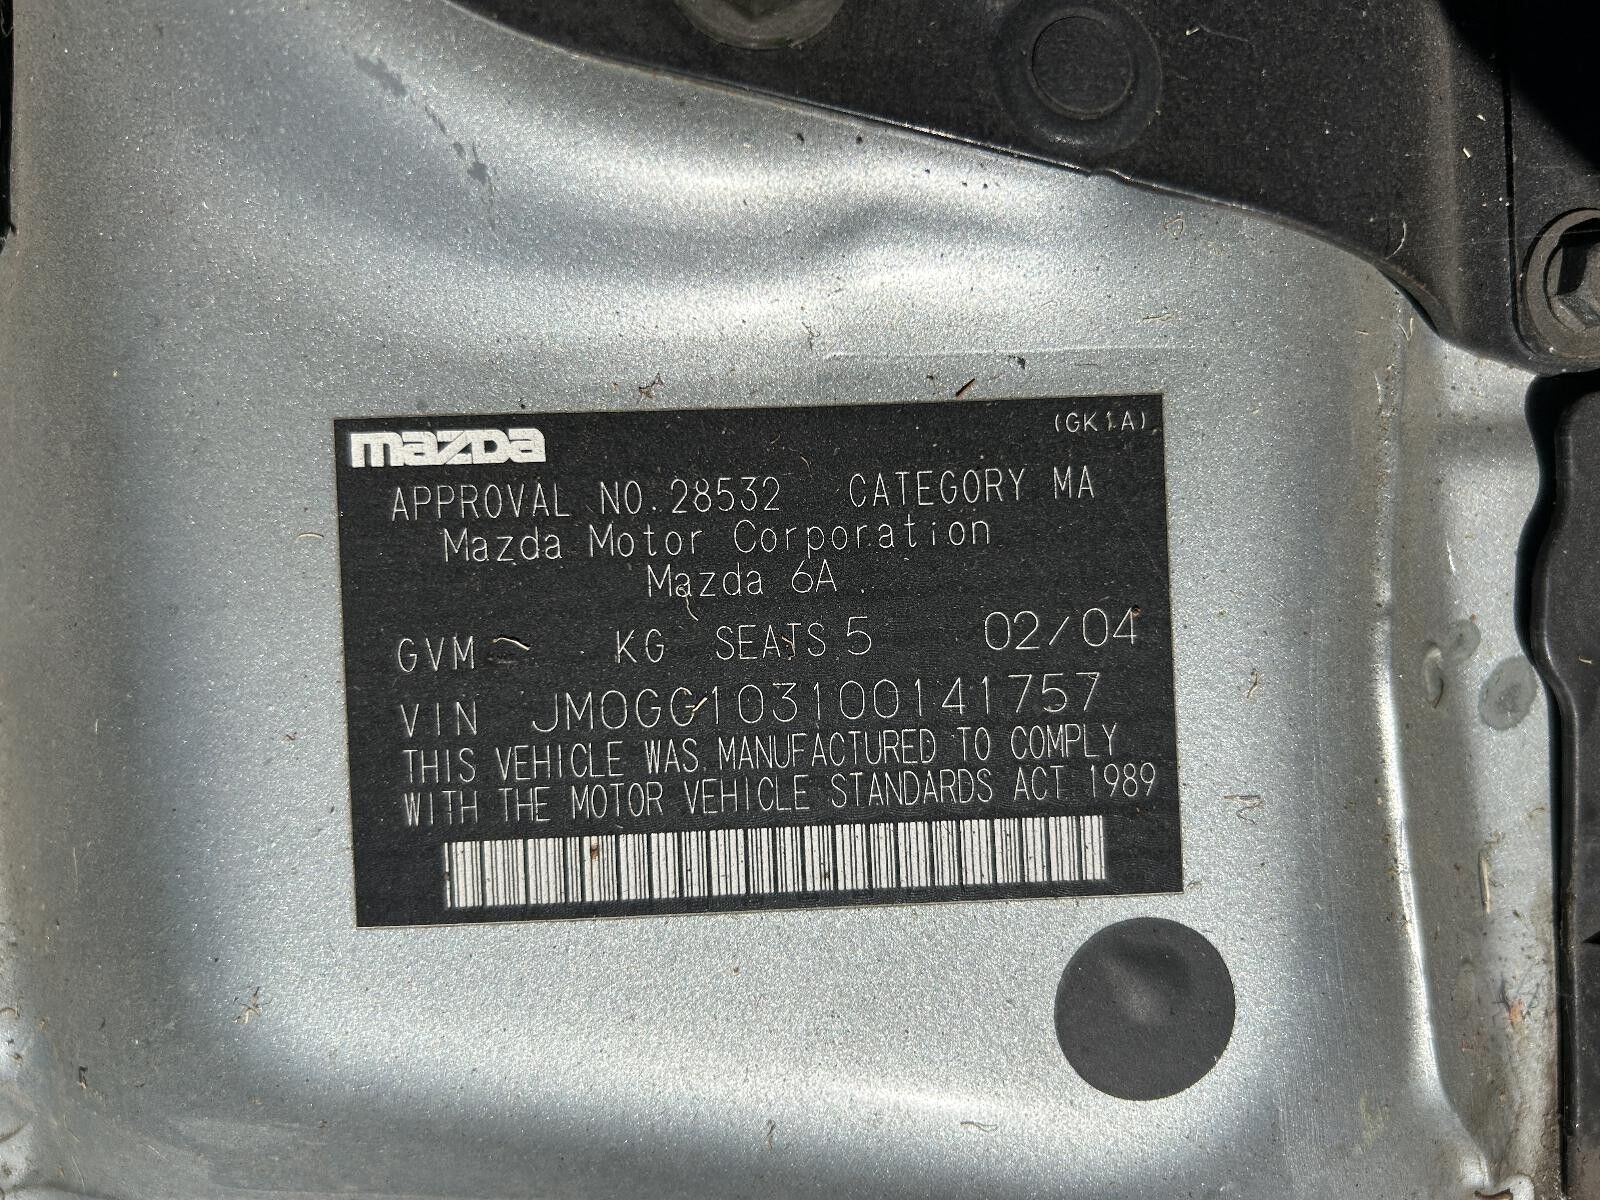 mazda
(GK1A)
APPROVAL NO. 28532 CATEGORY MA
Mazda Motor Corporation
Mazda 6A
GVM - KG SEATS 5 02/04
VIN JM0GG103100141757
THIS VEHICLE WAS MANUFACTURED TO COMPLY
WITH THE MOTOR VEHICLE STANDARDS ACT 1989